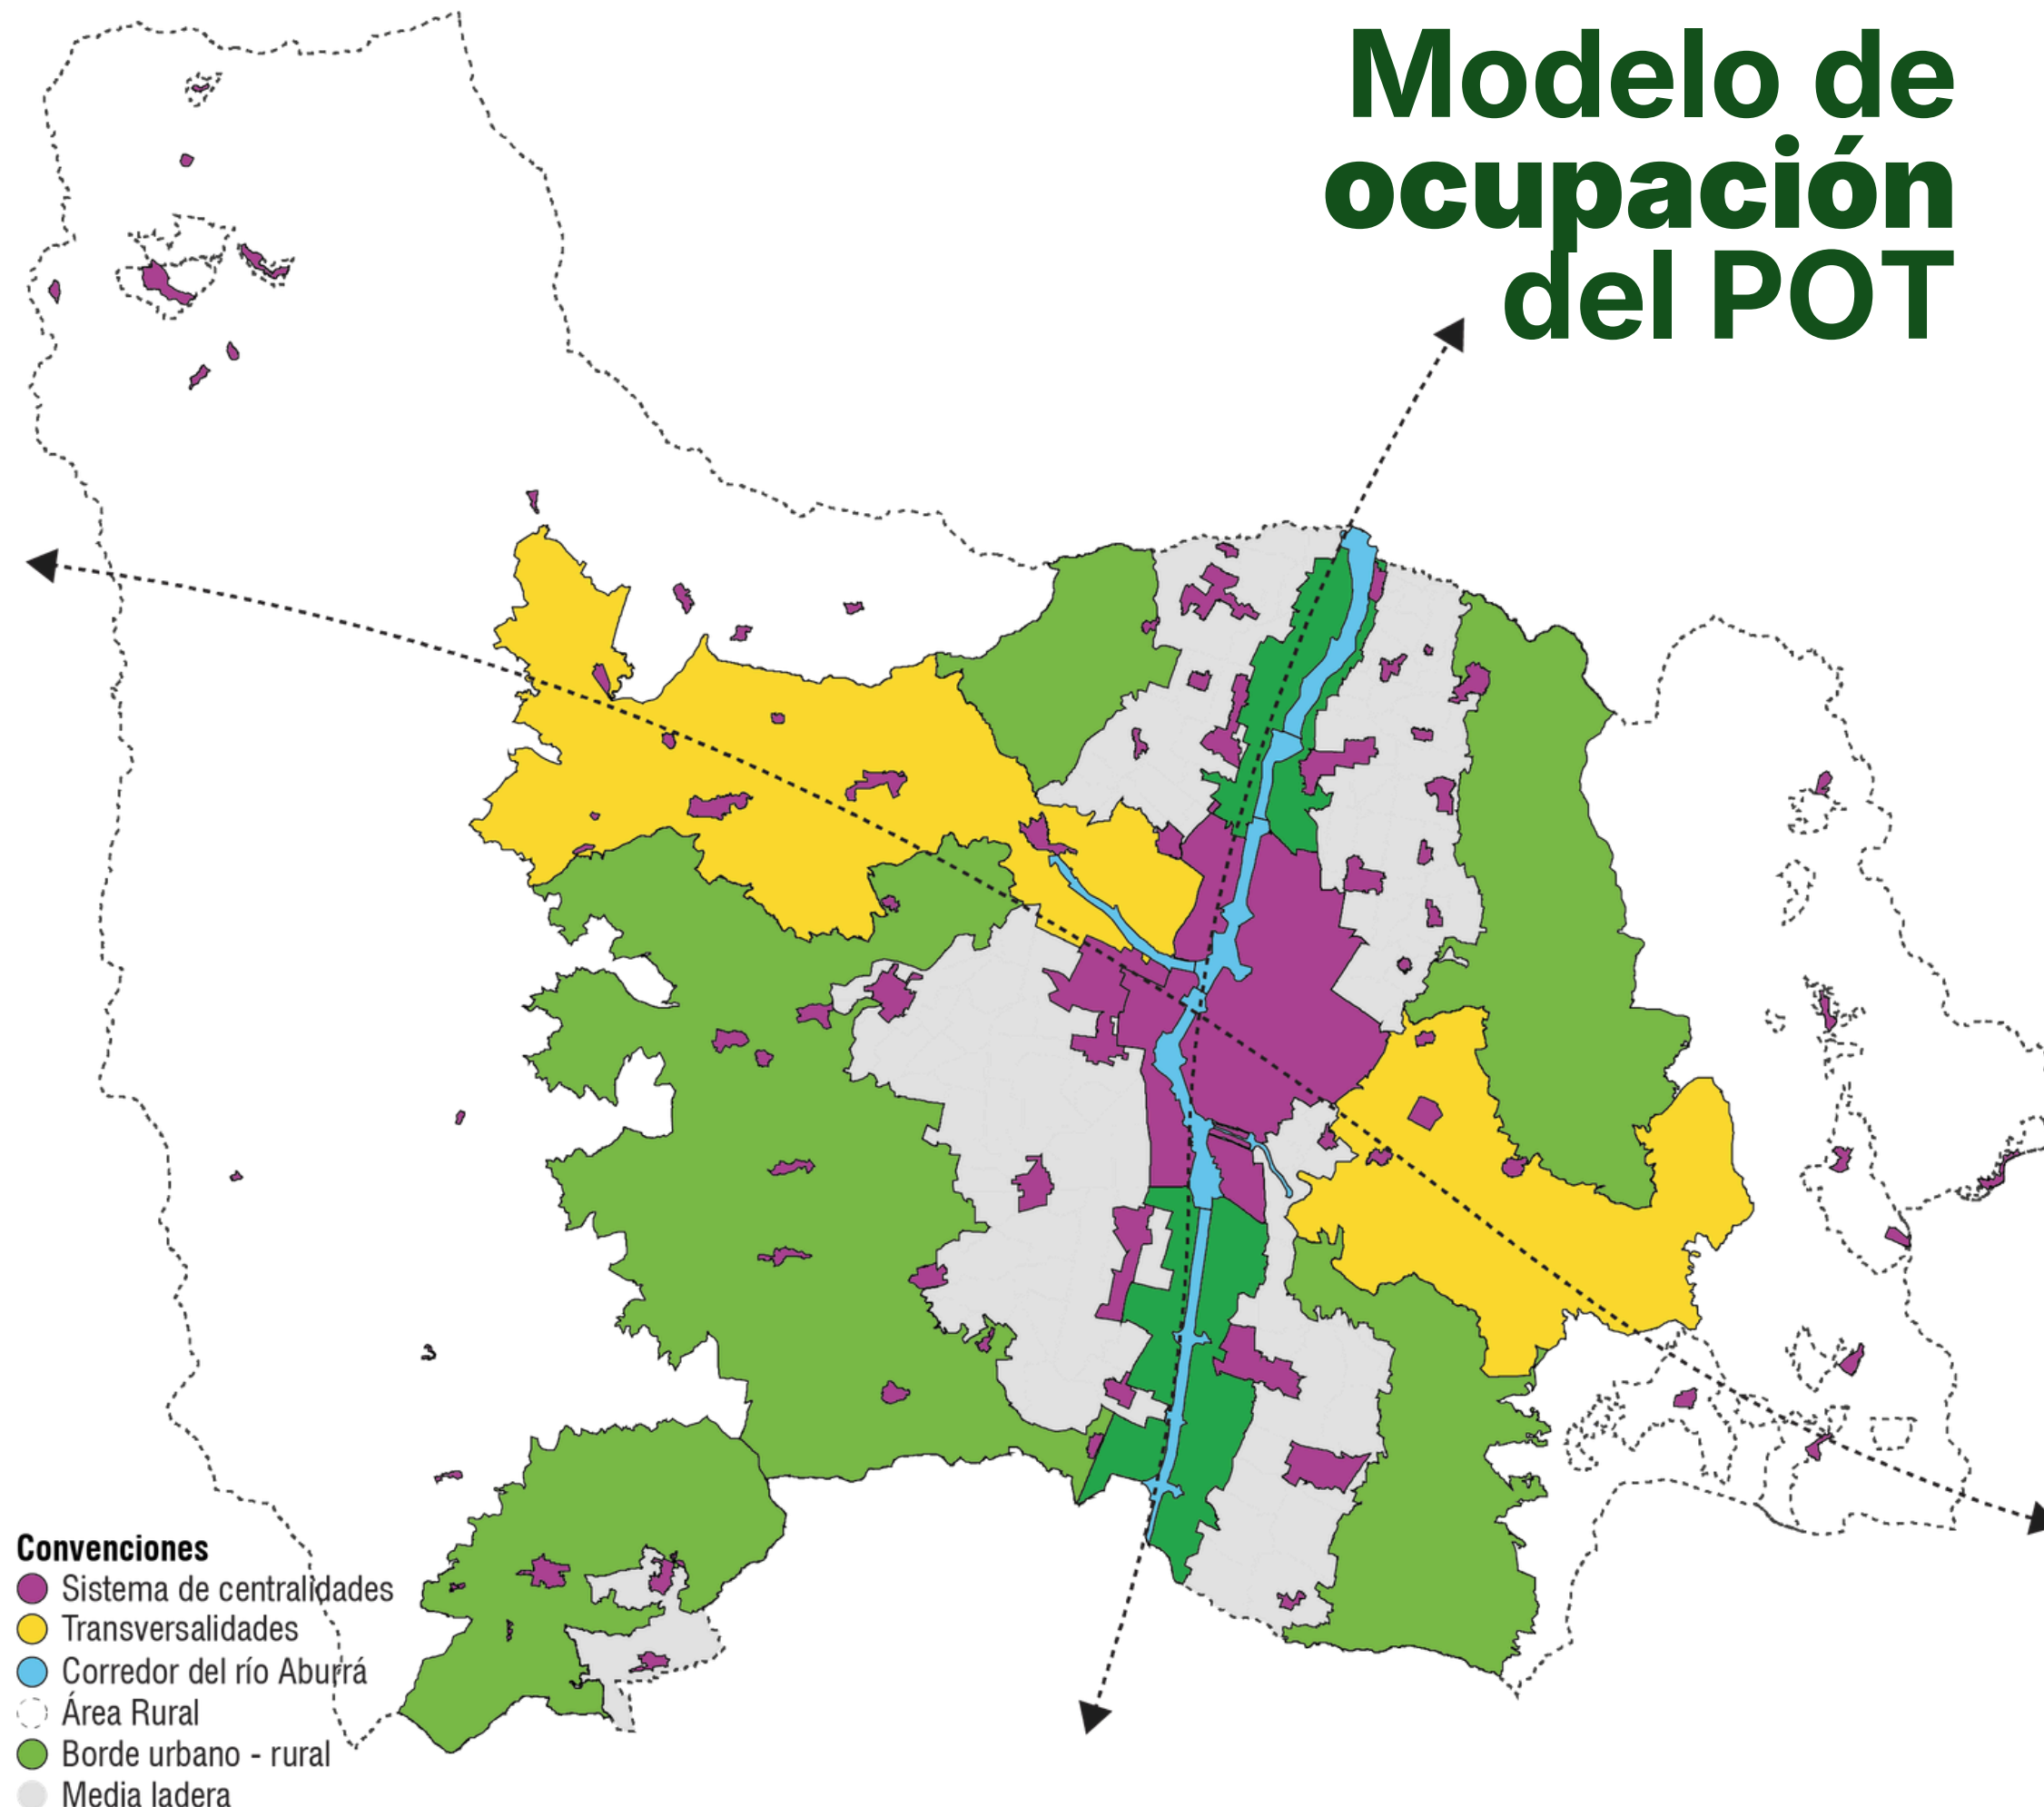 Modelo de
ocupación
del POT
Convenciones
Sistema de centralidades
Transversalidades
Corredor del río Aburrá
Área Rural
Borde urbano - rural
Media ladera